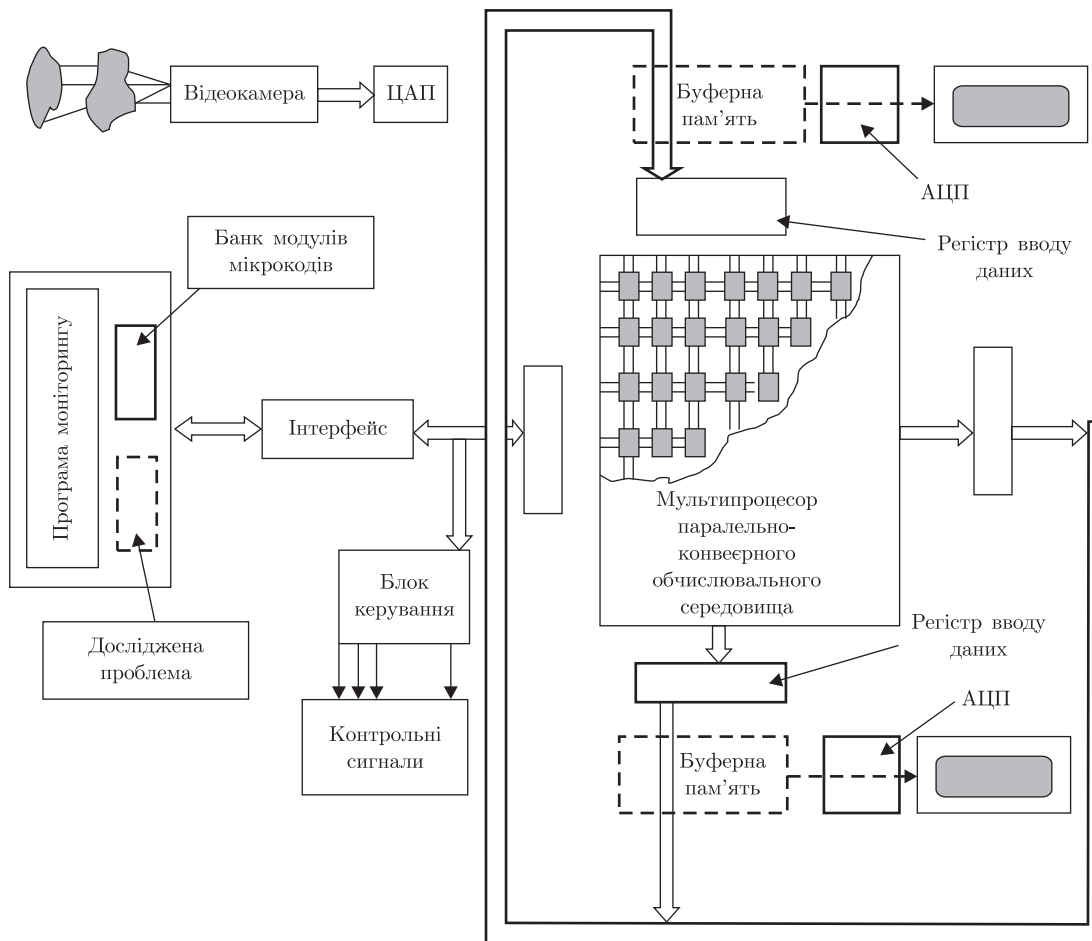 Відеокамера
ЦАП
Буферна
пам'ять
АЦП
Регістр вводу
даних
Банк модулів
мікрокодів
Програма моніторингу
Інтерфейс
Мультипроцесор
паралельно-
конвеєрного
обчислювального
середовища
Блок
керування
Досліджена
проблема
Контрольні
сигнали
Регістр вводу
даних
АЦП
Буферна
пам'ять